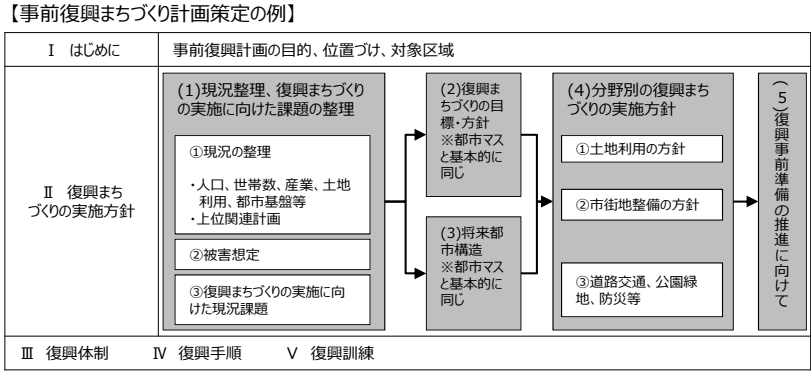 【事前復興まちづくり計画策定の例】
Ⅰ はじめに
事前復興計画の目的、位置づけ、対象区域
Ⅱ 復興まち
づくりの実施方針
(1)現況整理、復興まちづくり
の実施に向けた課題の整理
①現況の整理
・人口、世帯数、産業、土地
利用、都市基盤等
・上位関連計画
②被害想定
③復興まちづくりの実施に向
けた現況課題
(2)復興ま
ちづくりの目
標・方針
※都市マス
と基本的に
同じ
(3)将来都
市構造
※都市マス
と基本的に
同じ
(4)分野別の復興まち
づくりの実施方針
①土地利用の方針
②市街地整備の方針
③道路交通、公園緑
地、防災等
(5)復興事前準備の推進に向けて
Ⅲ 復興体制 Ⅳ 復興手順 Ⅴ 復興訓練